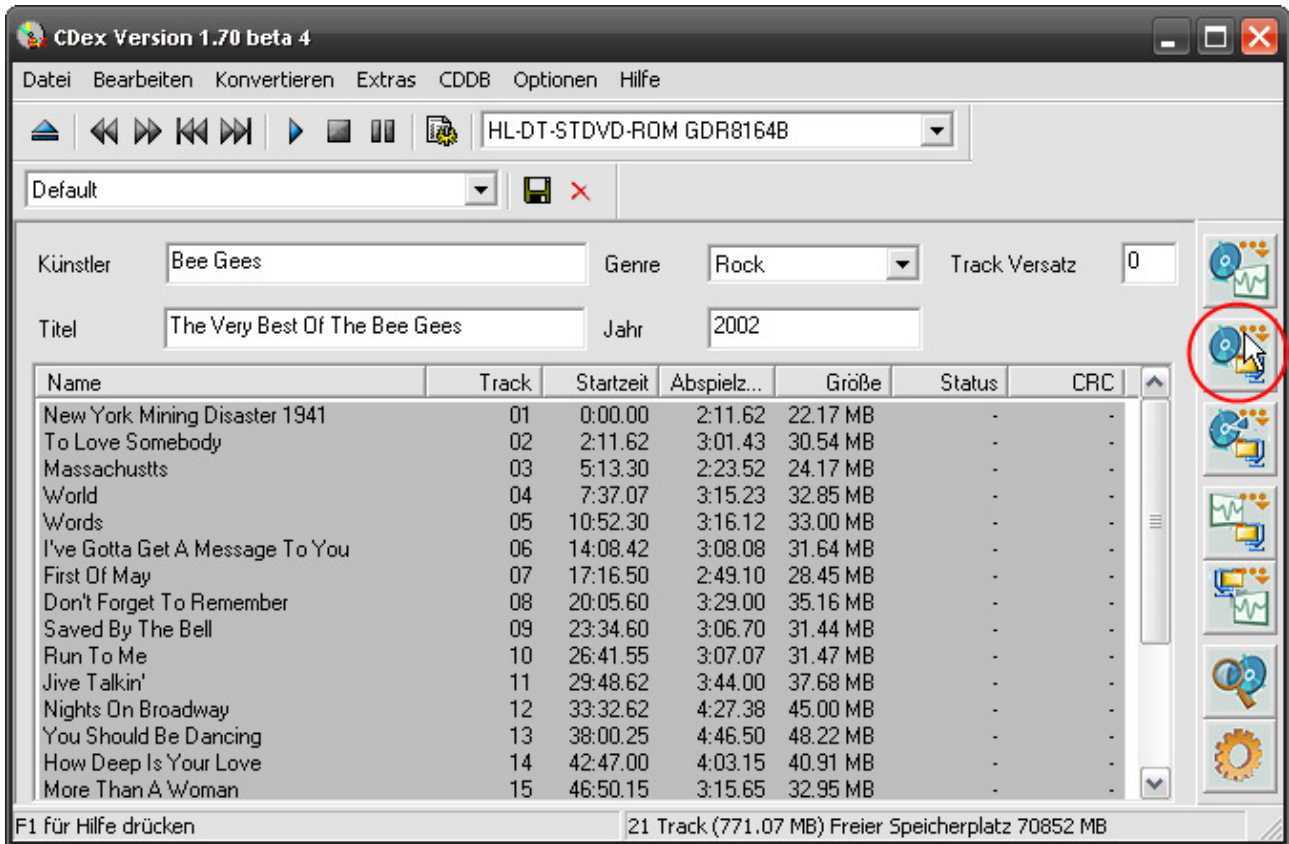 CDex Version 1.70 beta 4
Datei Bearbeiten Konvertieren Extras CDDB Optionen Hilfe
HL-DT-STDVD-ROM GDR8164B
Default
Künstler Bee Gees Genre Rock Track Versatz 0
Titel The Very Best Of The Bee Gees Jahr 2002
Name Track Startzeit Abspielz... Größe Status CRC
New York Mining Disaster 1941 01 0:00.00 2:11.62 22.17 MB - -
To Love Somebody 02 2:11.62 3:01.43 30.54 MB - -
Massachustts 03 5:13.30 2:23.52 24.17 MB - -
World 04 7:37.07 3:15.23 32.85 MB - -
Words 05 10:52.30 3:16.12 33.00 MB - -
I've Gotta Get A Message To You 06 14:08.42 3:08.08 31.64 MB - -
First Of May 07 17:16.50 2:49.10 28.45 MB - -
Don't Forget To Remember 08 20:05.60 3:29.00 35.16 MB - -
Saved By The Bell 09 23:34.60 3:06.70 31.44 MB - -
Run To Me 10 26:41.55 3:07.07 31.47 MB - -
Jive Talkin' 11 29:48.62 3:44.00 37.68 MB - -
Nights On Broadway 12 33:32.62 4:27.38 45.00 MB - -
You Should Be Dancing 13 38:00.25 4:46.50 48.22 MB - -
How Deep Is Your Love 14 42:47.00 4:03.15 40.91 MB - -
More Than A Woman 15 46:50.15 3:15.65 32.95 MB - -
F1 für Hilfe drücken 21 Track (771.07 MB) Freier Speicherplatz 70852 MB